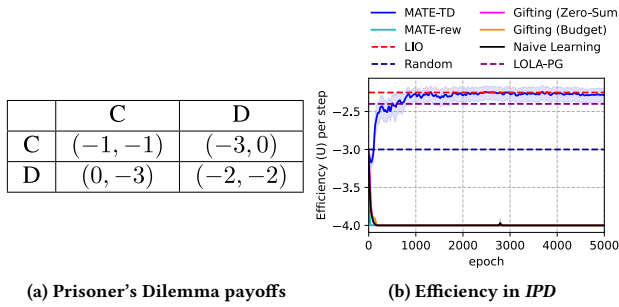 C D
C (−1, −1) (−3, 0)
D (0, −3) (−2, −2)
(a) Prisoner's Dilemma payoffs
MATE-TD Gifting (Zero-Sum
MATE-rew Gifting (Budget)
LIO Naive Learning
Random LOLA-PG
Efficiency (U) per step
−2.5
−3.0
−3.5
−4.0
0 1000 2000 3000 4000 5000
epoch
(b) Efficiency in IPD